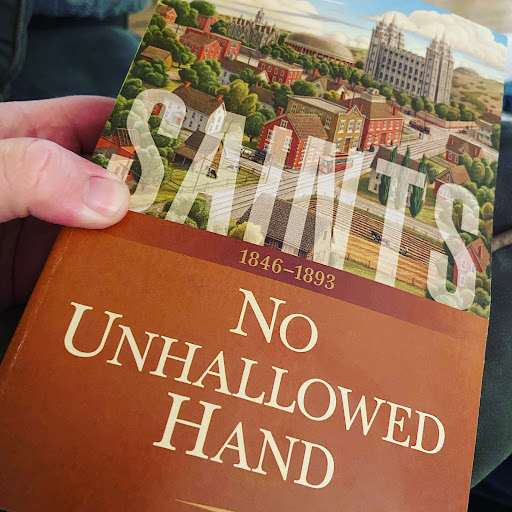 SAINTS
1846–1893
NO
UNHALLOWED
HAND